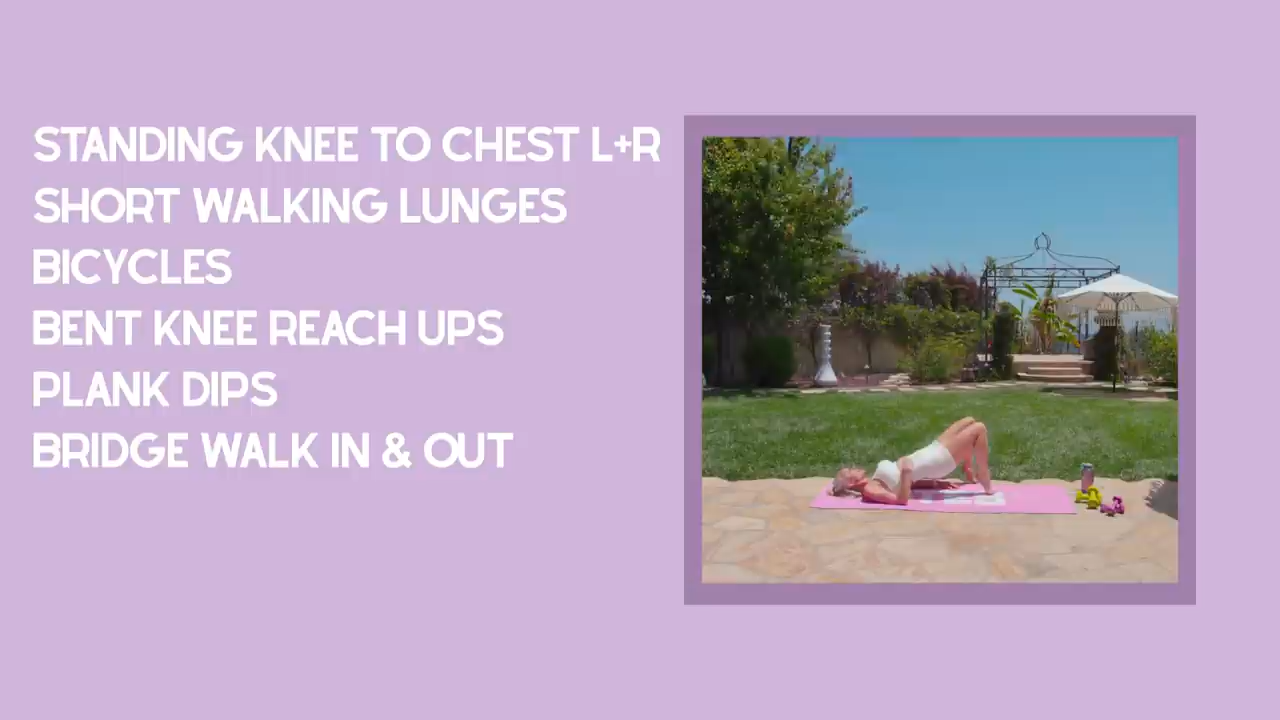 STANDING KNEE TO CHEST L+R
SHORT WALKING LUNGES
BICYCLES
BENT KNEE REACH UPS
PLANK DIPS
BRIDGE WALK IN & OUT